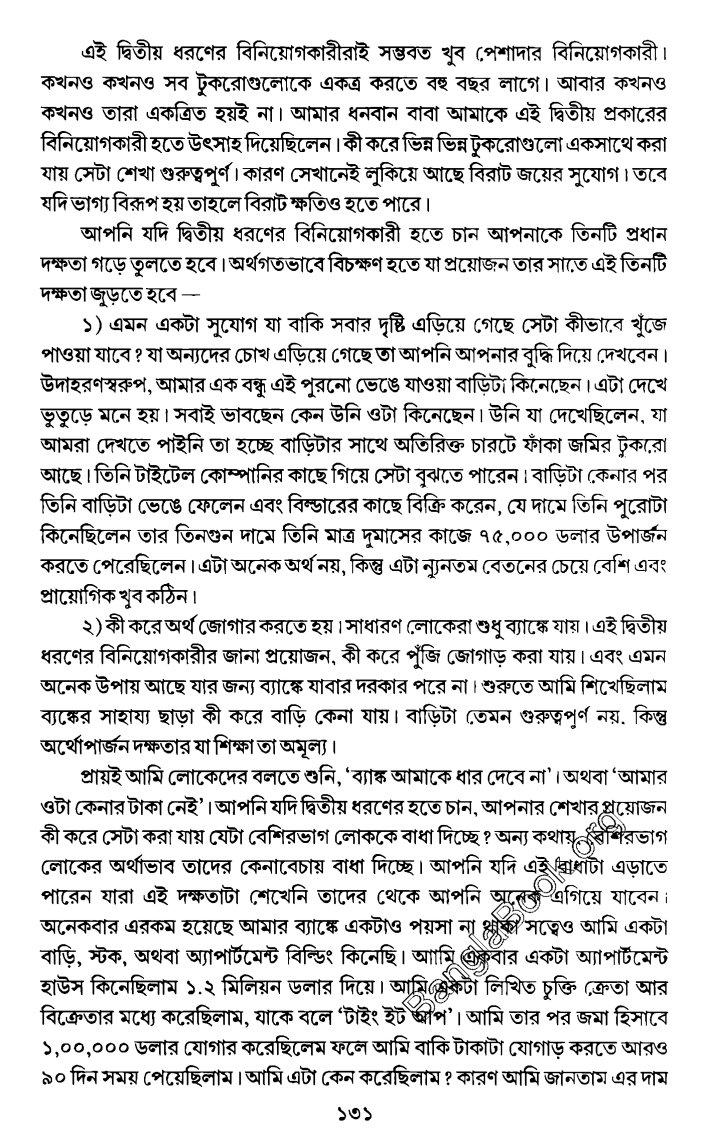 এই দ্বিতীয় ধরণের বিনিয়োগকারীরাই সম্ভবত খুব পেশাদার বিনিয়োগকারী।
কখনও কখনও সব টুকরোগুলোকে একত্র করতে বহু বছর লাগে। আবার কখনও
কখনও তারা একত্রিত হয়ই না। আমার ধনবান বাবা আমাকে এই দ্বিতীয় প্রকারের
বিনিয়োগকারী হতে উৎসাহ দিয়েছিলেন। কী করে ভিন্ন ভিন্ন টুকরোগুলো একসাথে করা
যায় সেটা শেখা গুরুত্বপূর্ণ। কারণ সেখানেই লুকিয়ে আছে বিরাট জয়ের সুযোগ। তবে
যদি ভাগ্য বিরূপ হয় তাহলে বিরাট ক্ষতিও হতে পারে।
আপনি যদি দ্বিতীয় ধরণের বিনিয়োগকারী হতে চান আপনাকে তিনটি প্রধান
দক্ষতা গড়ে তুলতে হবে। অর্থগতভাবে বিচক্ষণ হতে যা প্রয়োজন তার সাতে এই তিনটি
দক্ষতা জুড়তে হবে —
১) এমন একটা সুযোগ যা বাকি সবার দৃষ্টি এড়িয়ে গেছে সেটা কীভাবে খুঁজে
পাওয়া যাবে? যা অন্যদের চোখ এড়িয়ে গেছে তা আপনি আপনার বুদ্ধি দিয়ে দেখবেন।
উদাহরণস্বরুপ, আমার এক বন্ধু এই পুরনো ভেঙে যাওয়া বাড়িটা কিনেছেন। এটা দেখে
ভুতুড়ে মনে হয়। সবাই ভাবছেন কেন উনি ওটা কিনেছেন। উনি যা দেখেছিলেন, যা
আমরা দেখতে পাইনি তা হচ্ছে বাড়িটার সাথে অতিরিক্ত চারটে ফাঁকা জমির টুকরো
আছে। তিনি টাইটেল কোম্পানির কাছে গিয়ে সেটা বুঝতে পারেন। বাড়িটা কেনার পর
তিনি বাড়িটা ভেঙে ফেলেন এবং বিল্ডারের কাছে বিক্রি করেন, যে দামে তিনি পুরোটা
কিনেছিলেন তার তিনগুন দামে তিনি মাত্র দুমাসের কাজে ৭৫,০০০ ডলার উপার্জন
করতে পেরেছিলেন। এটা অনেক অর্থ নয়, কিন্তু এটা ন্যূনতম বেতনের চেয়ে বেশি এবং
প্রায়োগিক খুব কঠিন।
২) কী করে অর্থ জোগার করতে হয়। সাধারণ লোকেরা শুধু ব্যাঙ্কে যায়। এই দ্বিতীয়
ধরণের বিনিয়োগকারীর জানা প্রয়োজন, কী করে পুঁজি জোগাড় করা যায়। এবং এমন
অনেক উপায় আছে যার জন্য ব্যাঙ্কে যাবার দরকার পরে না। শুরুতে আমি শিখেছিলাম
ব্যঙ্কের সাহায্য ছাড়া কী করে বাড়ি কেনা যায়। বাড়িটা তেমন গুরুত্বপূর্ণ নয়. কিন্তু
অর্থোপার্জন দক্ষতার যা শিক্ষা তা অমূল্য।
প্রায়ই আমি লোকেদের বলতে শুনি, 'ব্যাঙ্ক আমাকে ধার দেবে না'। অথবা 'আমার
ওটা কেনার টাকা নেই'। আপনি যদি দ্বিতীয় ধরণের হতে চান, আপনার শেখার প্রয়োজন
কী করে সেটা করা যায় যেটা বেশিরভাগ লোককে বাধা দিচ্ছে? অন্য কথায়, বেশিরভাগ
লোকের অর্থাভাব তাদের কেনাবেচায় বাধা দিচ্ছে। আপনি যদি এই বাধাটা এড়াতে
পারেন যারা এই দক্ষতাটা শেখেনি তাদের থেকে আপনি অনেক এগিয়ে যাবেন।
অনেকবার এরকম হয়েছে আমার ব্যাঙ্কে একটাও পয়সা না থাকা সত্বেও আমি একটা
বাড়ি, স্টক, অথবা অ্যাপার্টমেন্ট বিল্ডিং কিনেছি। আামি একবার একটা অ্যাপার্টমেন্ট
হাউস কিনেছিলাম ১.২ মিলিয়ন ডলার দিয়ে। আমি একটা লিখিত চুক্তি ক্রেতা আর
বিক্রেতার মধ্যে করেছিলাম, যাকে বলে 'টাইং ইট আপ'। আমি তার পর জমা হিসাবে
১,০০,০০০ ডলার যোগার করেছিলেম ফলে আমি বাকি টাকাটা যোগাড় করতে আরও
৯০ দিন সময় পেয়েছিলাম। আমি এটা কেন করেছিলাম? কারণ আমি জানতাম এর দাম
BanglaBook.org
১৩১